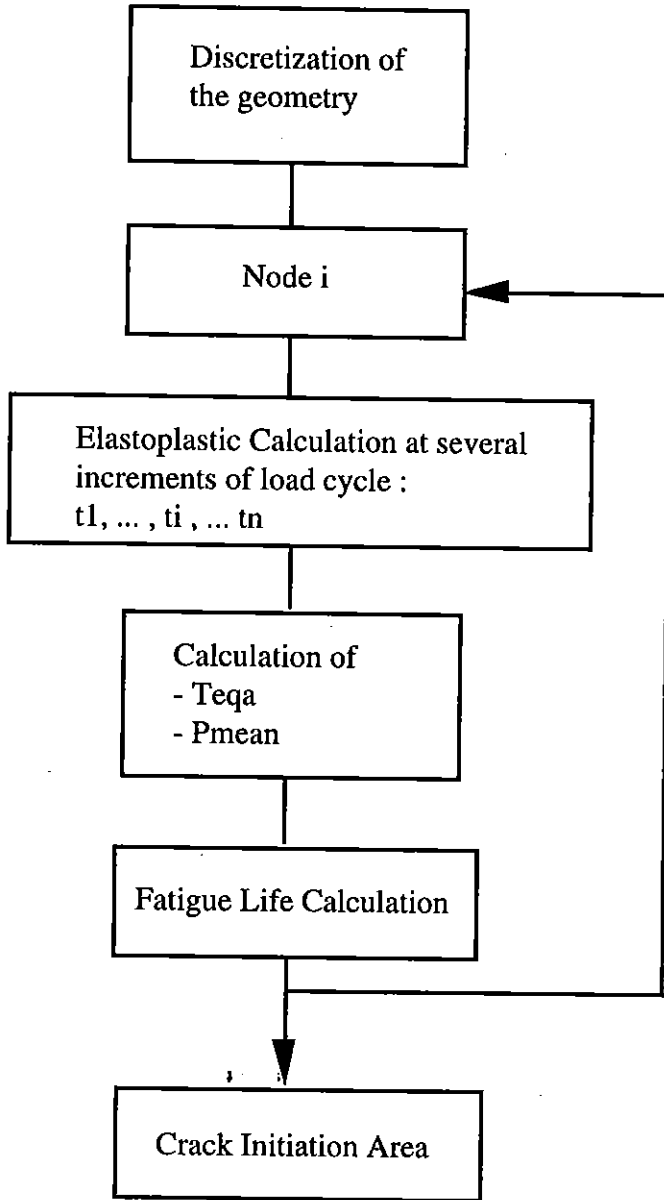 Discretization of
the geometry
Node i
Elastoplastic Calculation at several
increments of load cycle :
t1, ... , ti , ... tn
Calculation of
- Teqa
- Pmean
Fatigue Life Calculation
Crack Initiation Area